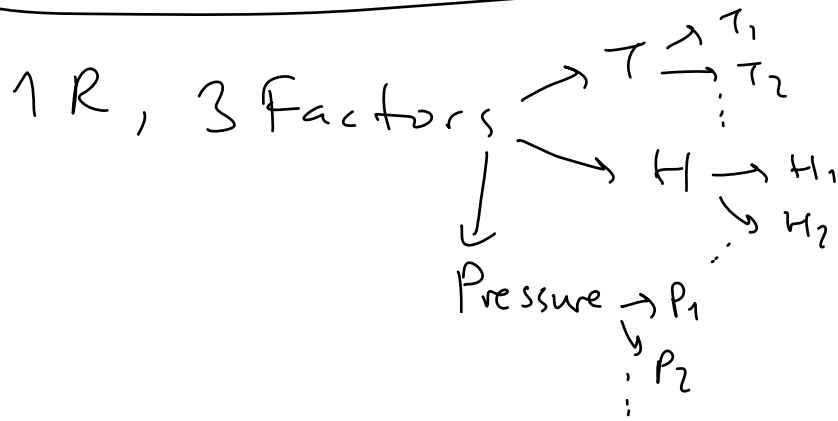 T₁
1 R, 3 Factors → T → T₂
H → H₁
H₂
Pressure → P₁
P₂